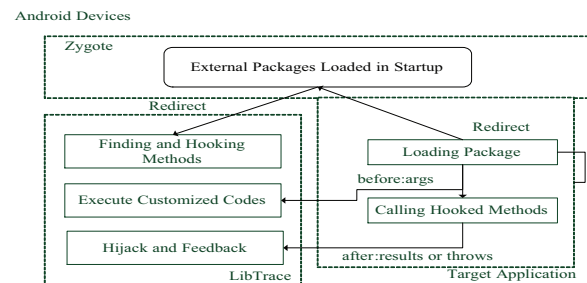 Android Devices
Zygote
External Packages Loaded in Startup
Redirect
Redirect
Finding and Hooking
Methods
Loading Package
before:args
Execute Customized Codes
Calling Hooked Methods
Hijack and Feedback
after:results or throws
LibTrace
Target Application